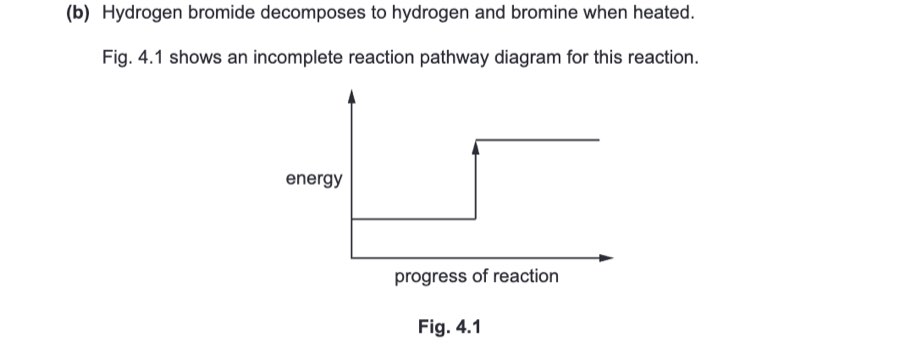 (b) Hydrogen bromide decomposes to hydrogen and bromine when heated.
Fig. 4.1 shows an incomplete reaction pathway diagram for this reaction.
energy
progress of reaction
Fig. 4.1